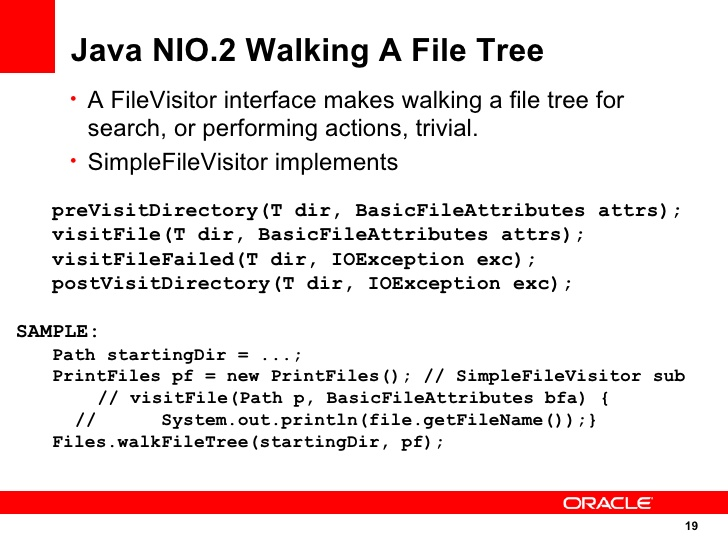 Java NIO.2 Walking A File Tree
• A FileVisitor interface makes walking a file tree for
search, or performing actions, trivial.
• SimpleFileVisitor implements
preVisitDirectory(T dir, BasicFileAttributes attrs);
visitFile(T dir, BasicFileAttributes attrs);
visitFileFailed(T dir, IOException exc);
postVisitDirectory(T dir, IOException exc);
SAMPLE:
Path startingDir = ...;
PrintFiles pf = new PrintFiles(); // SimpleFileVisitor sub
// visitFile(Path p, BasicFileAttributes bfa) {
// System.out.println(file.getFileName());}
Files.walkFileTree(startingDir, pf);
ORACLE
19